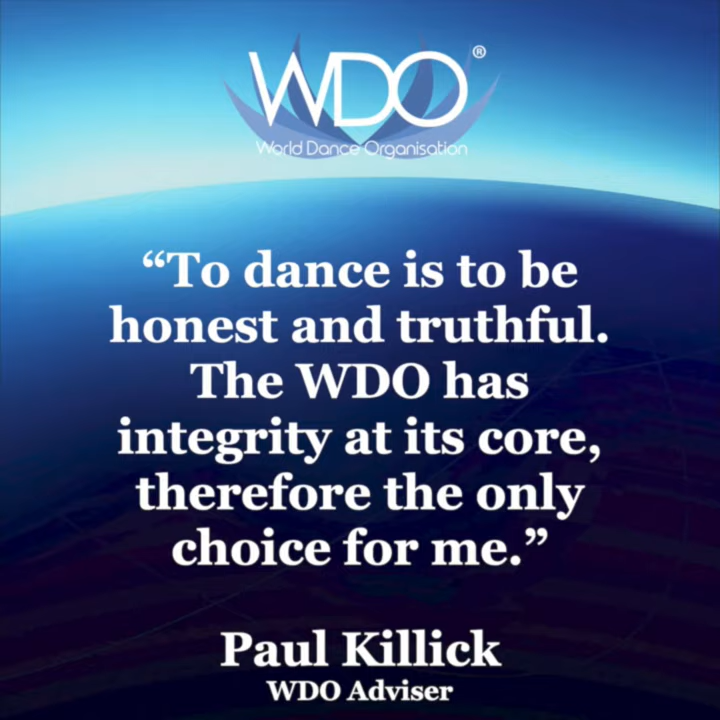 WDO®
World Dance Organisation
“To dance is to be
honest and truthful.
The WDO has
integrity at its core,
therefore the only
choice for me.”
Paul Killick
WDO Adviser